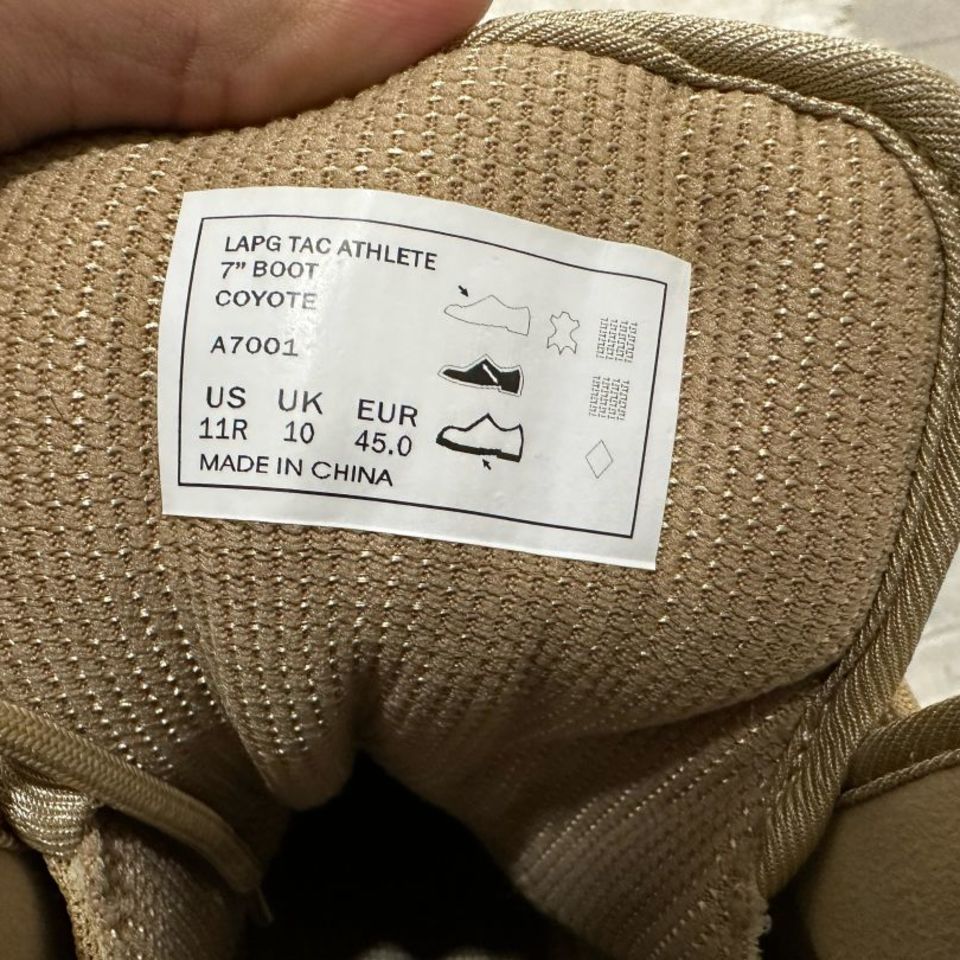 LAPG TAC ATHLETE
7” BOOT
COYOTE
A7001
US UK EUR
11R 10 45.0
MADE IN CHINA